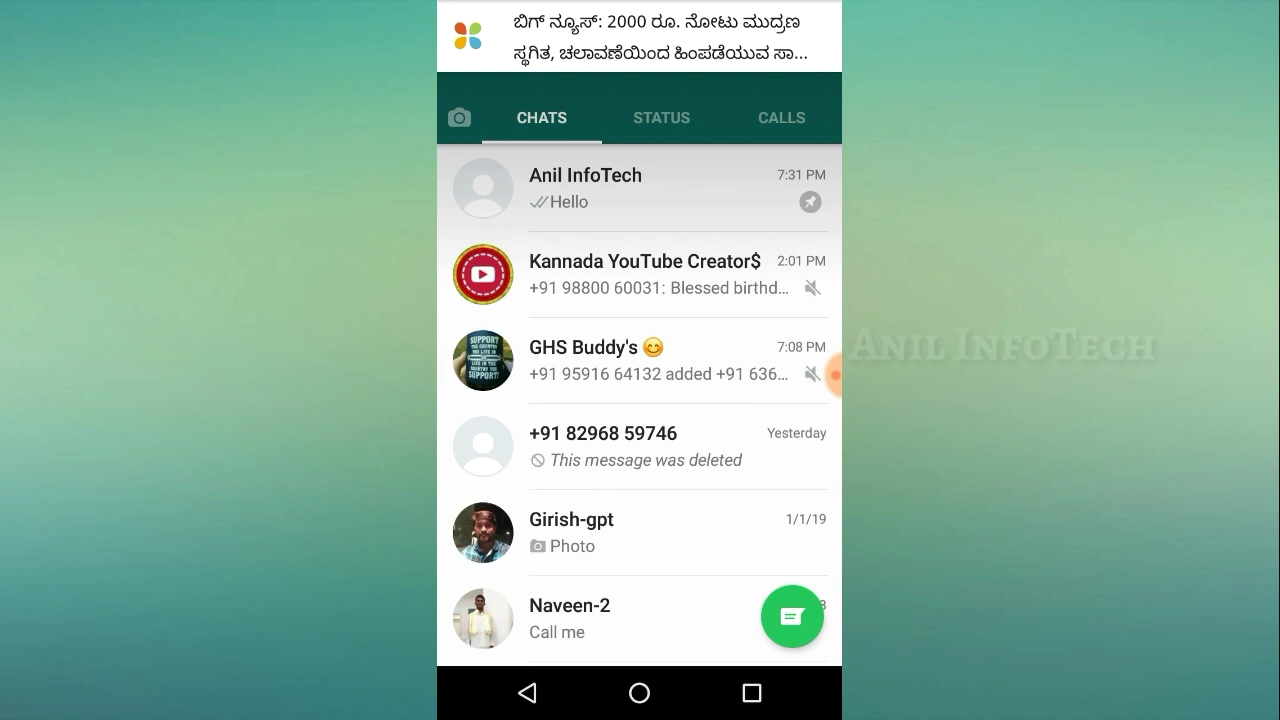 ಬಿಗ್ ನ್ಯೂಸ್: 2000 ರೂ. ನೋಟು ಮುದ್ರಣ
ಸ್ಥಗಿತ, ಚಲಾವಣೆಯಿಂದ ಹಿಂಪಡೆಯುವ ಸಾ...
CHATS STATUS CALLS
Anil InfoTech 7:31 PM
Hello
Kannada YouTube Creator$ 2:01 PM
+91 98800 60031: Blessed birthd...
GHS Buddy's 😊 7:08 PM
+91 95916 64132 added +91 636...
+91 82968 59746 Yesterday
This message was deleted
Girish-gpt 1/1/19
Photo
Naveen-2
Call me
Anil InfoTech